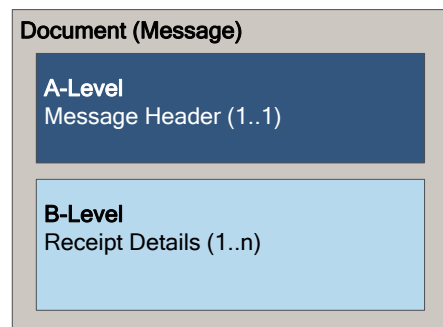 Document (Message)
A-Level
Message Header (1..1)
B-Level
Receipt Details (1..n)